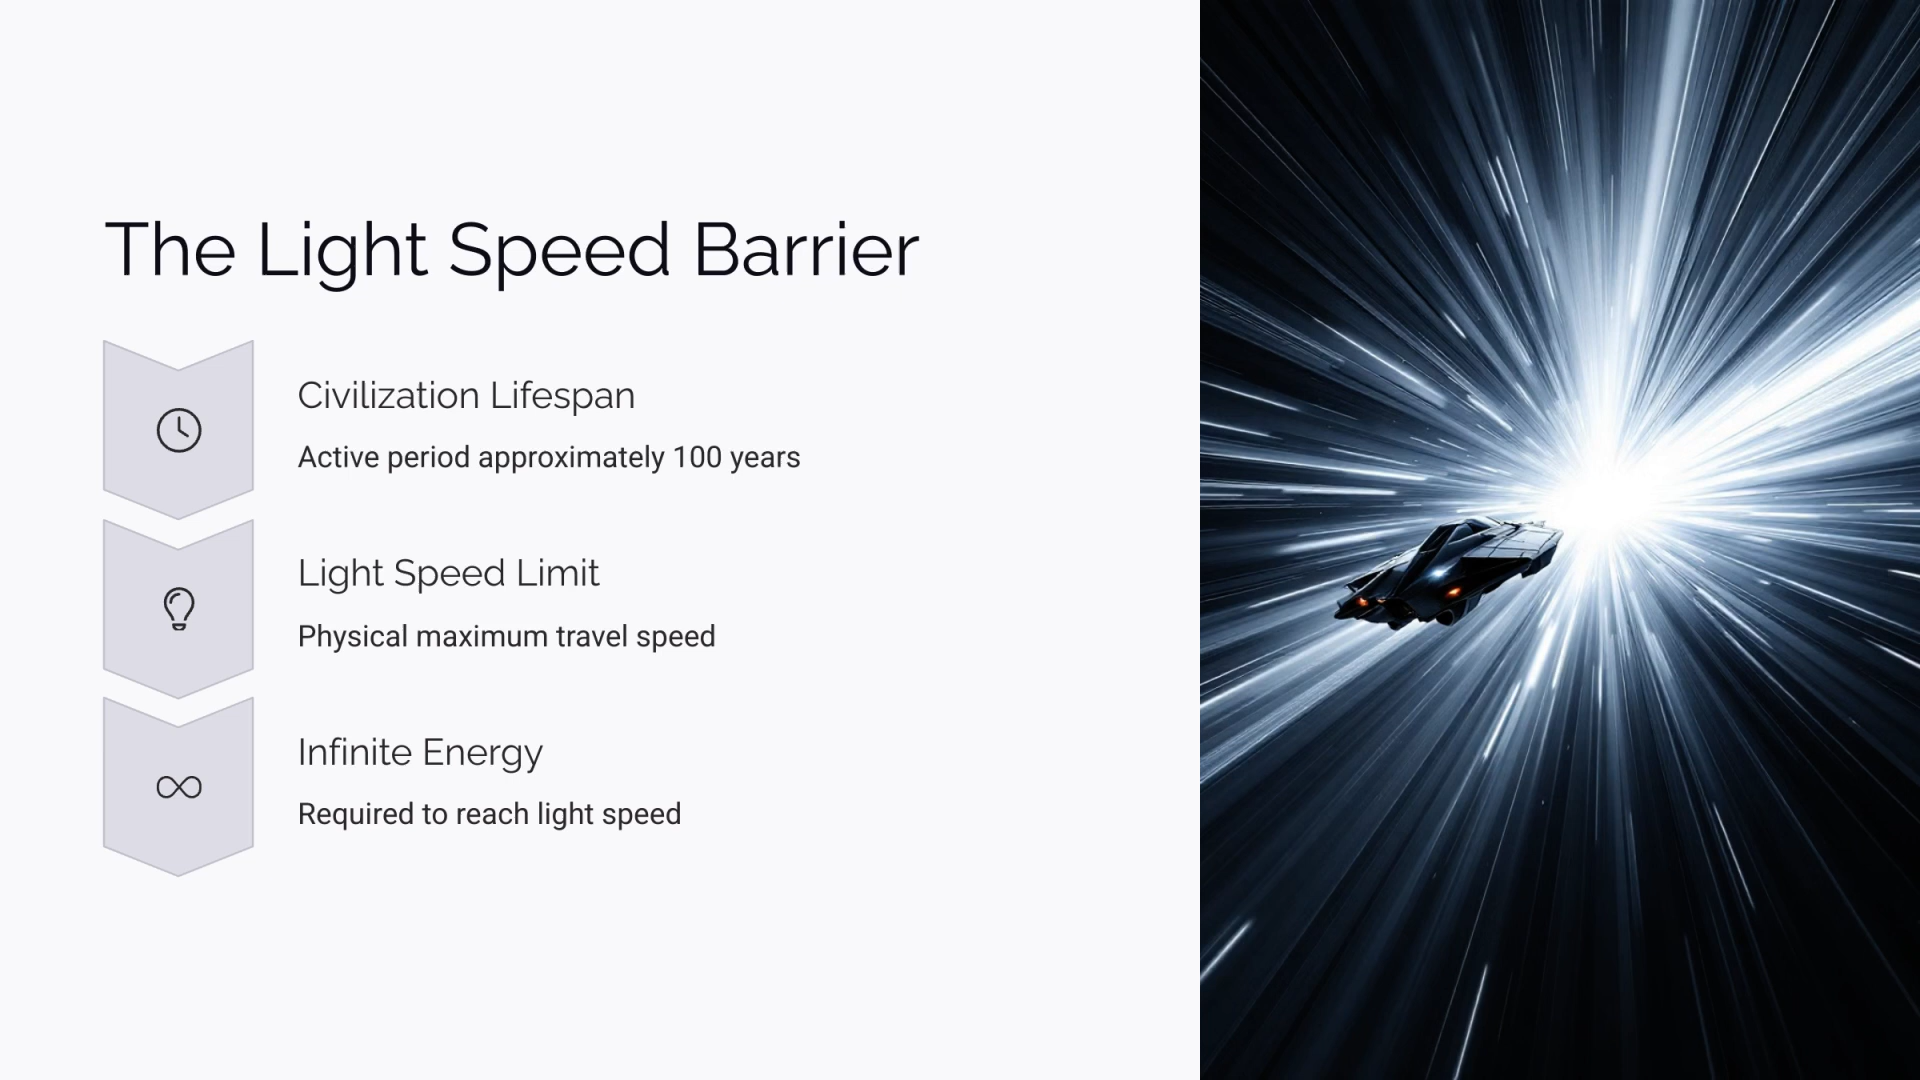 The Light Speed Barrier
Civilization Lifespan
Active period approximately 100 years
Light Speed Limit
Physical maximum travel speed
Infinite Energy
Required to reach light speed